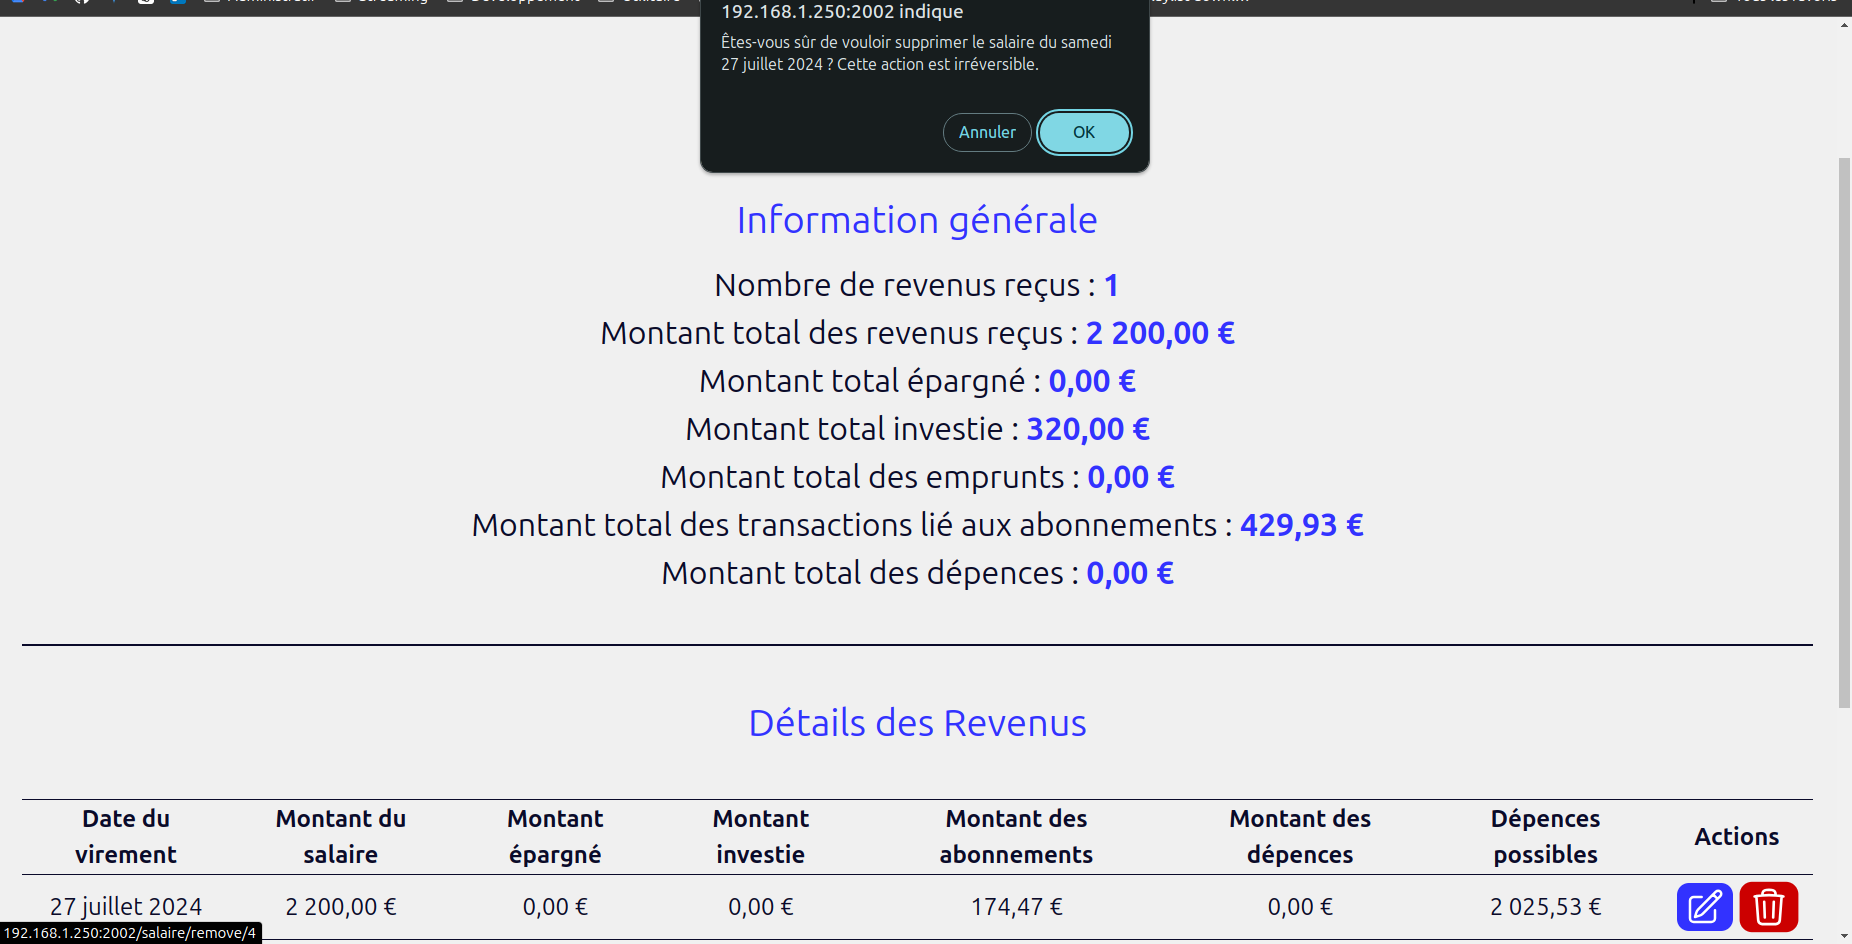 192.168.1.250:2002 indique
Êtes-vous sûr de vouloir supprimer le salaire du samedi
27 juillet 2024 ? Cette action est irréversible.
Annuler OK
Information générale
Nombre de revenus reçus : 1
Montant total des revenus reçus : 2 200,00 €
Montant total épargné : 0,00 €
Montant total investie : 320,00 €
Montant total des emprunts : 0,00 €
Montant total des transactions lié aux abonnements : 429,93 €
Montant total des dépences : 0,00 €
Détails des Revenus
Date du virement Montant du salaire Montant épargné Montant investie Montant des abonnements Montant des dépences Dépences possibles Actions
27 juillet 2024 2 200,00 € 0,00 € 0,00 € 174,47 € 0,00 € 2 025,53 €
192.168.1.250:2002/salaire/remove/4